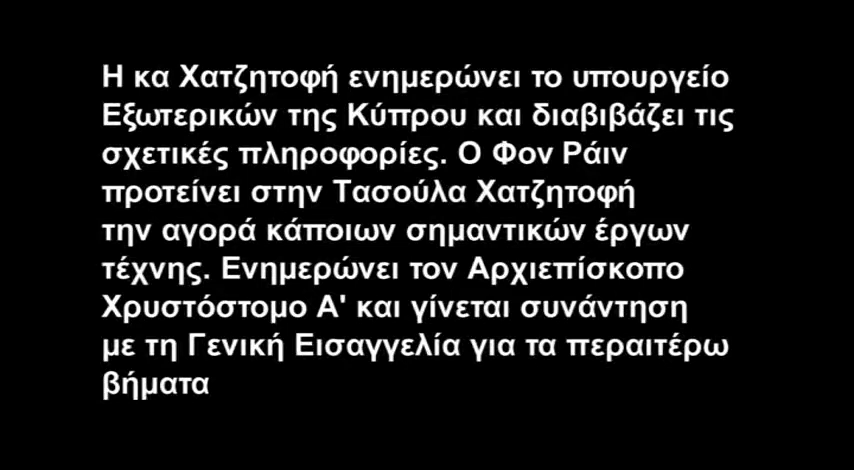 Η κα Χατζητοφή ενημερώνει το υπουργείο
Εξωτερικών της Κύπρου και διαβιβάζει τις
σχετικές πληροφορίες. Ο Φον Ράιν
προτείνει στην Τασούλα Χατζητοφή
την αγορά κάποιων σημαντικών έργων
τέχνης. Ενημερώνει τον Αρχιεπίσκοπο
Χρυστόστομο Α' και γίνεται συνάντηση
με τη Γενική Εισαγγελία για τα περαιτέρω
βήματα